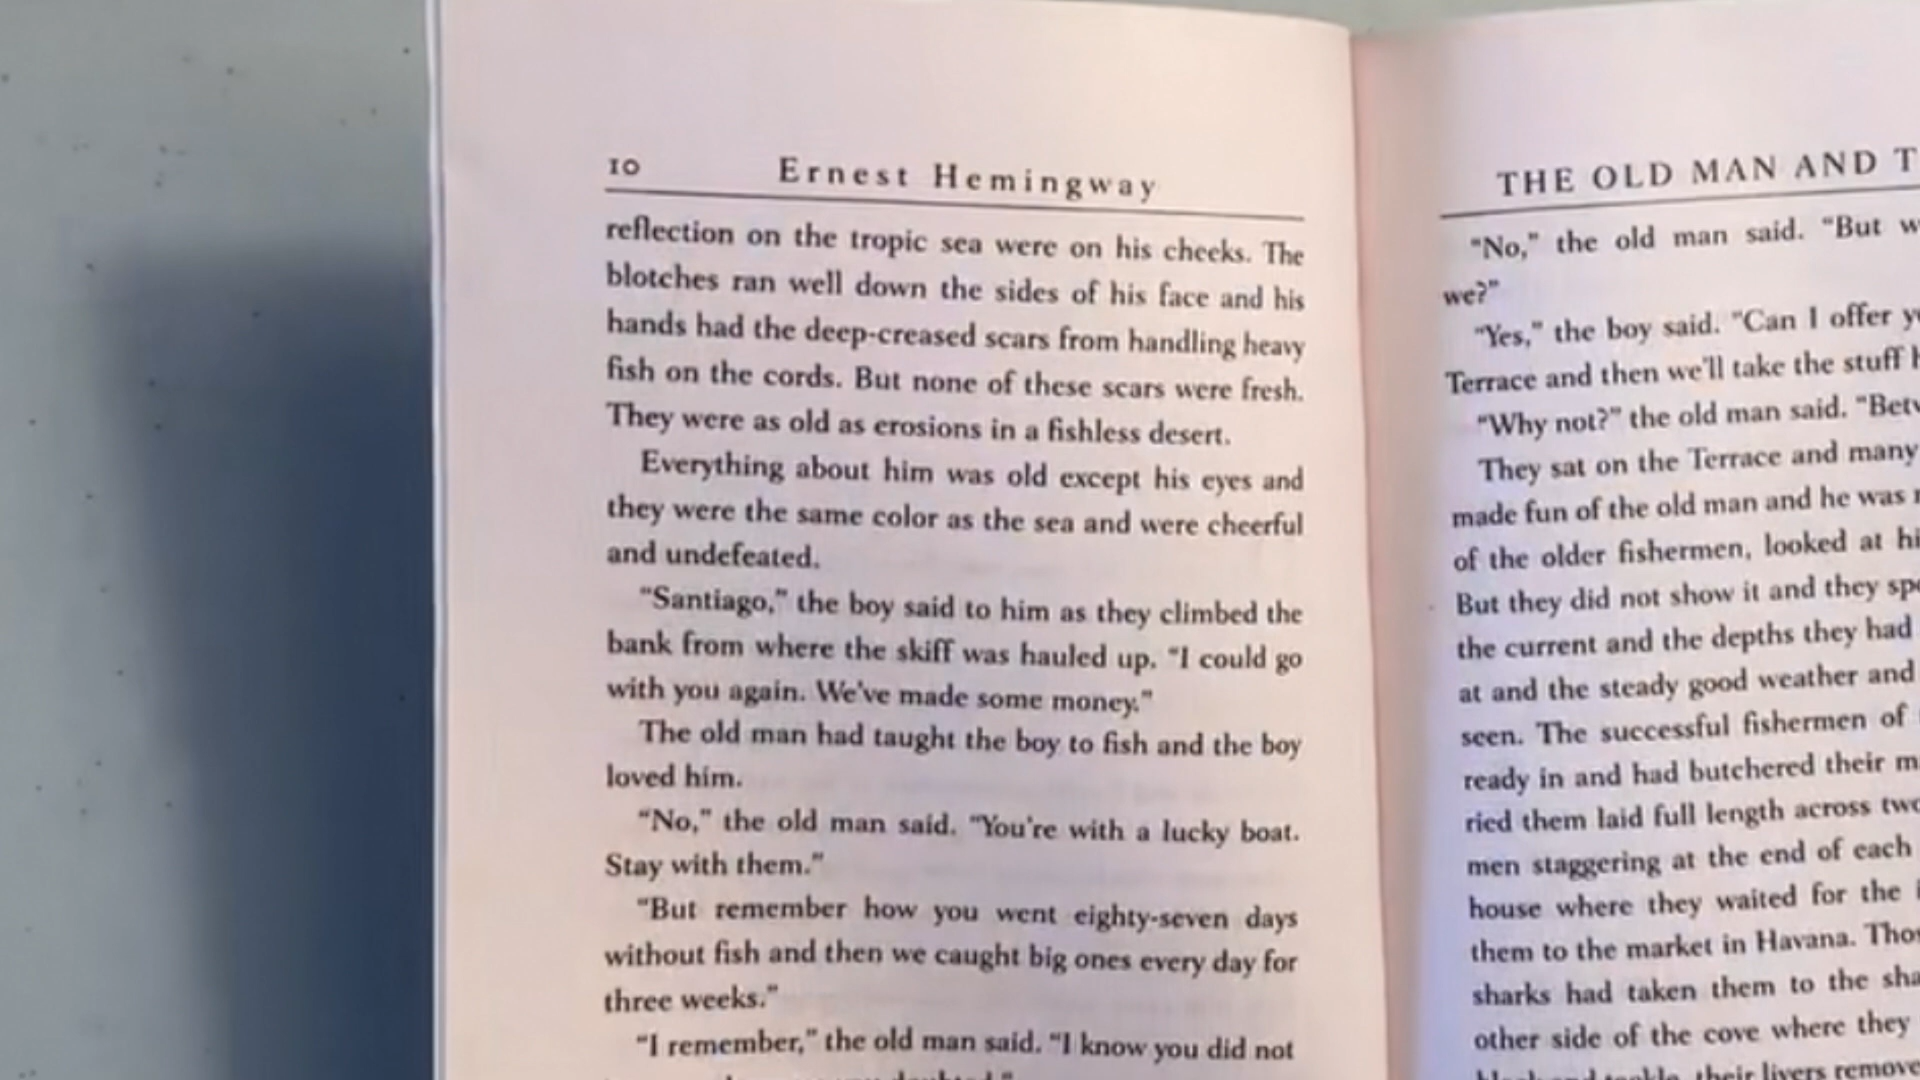 10 Ernest Hemingway
reflection on the tropic sea were on his cheeks. The
blotches ran well down the sides of his face and his
hands had the deep-creased scars from handling heavy
fish on the cords. But none of these scars were fresh.
They were as old as erosions in a fishless desert.
Everything about him was old except his eyes and
they were the same color as the sea and were cheerful
and undefeated.
"Santiago," the boy said to him as they climbed the
bank from where the skiff was hauled up. "I could go
with you again. We've made some money."
The old man had taught the boy to fish and the boy
loved him.
"No," the old man said. "You're with a lucky boat.
Stay with them."
"But remember how you went eighty-seven days
without fish and then we caught big ones every day for
three weeks."
"I remember," the old man said. "I know you did not
THE OLD MAN AND T
"No," the old man said. "But w
we?"
"Yes," the boy said. "Can I offer
Terrace and then we'll take the stuff
"Why not?" the old man said. "Betw
They sat on the Terrace and many
made fun of the old man and he was
of the older fishermen, looked at hi
But they did not show it and they spo
the current and the depths they had
at and the steady good weather and
seen. The successful fishermen of
ready in and had butchered their m
ried them laid full length across two
men staggering at the end of each
house where they waited for the
them to the market in Havana. Thos
sharks had taken them to the sha
other side of the cove where they
their livers remove